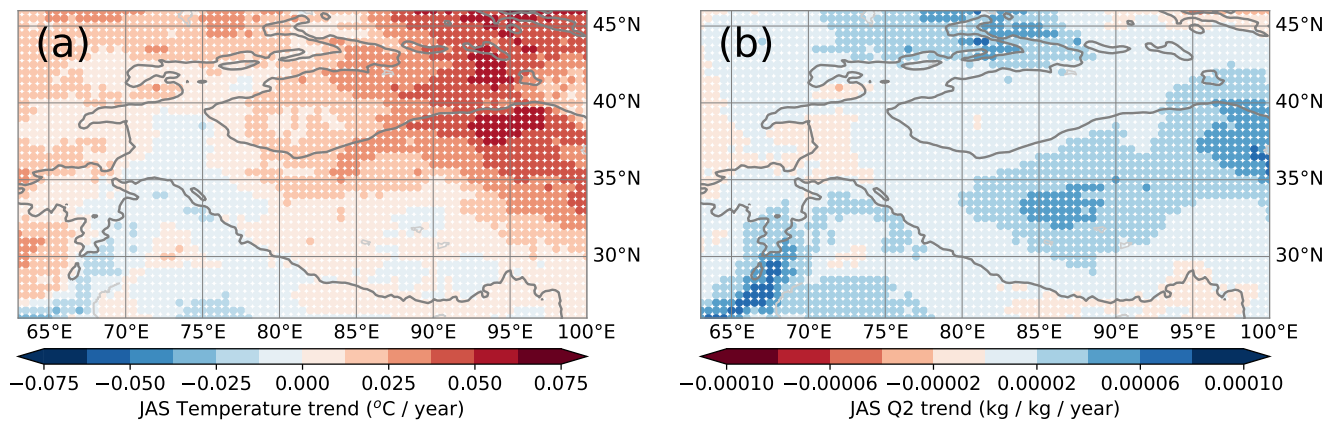 (a)
(b)
45°N
40°N
35°N
30°N
45°N
40°N
35°N
30°N
65°E 70°E 75°E 80°E 85°E 90°E 95°E 100°E
65°E 70°E 75°E 80°E 85°E 90°E 95°E 100°E
−0.075 −0.050 −0.025 0.000 0.025 0.050 0.075
−0.00010 −0.00006 −0.00002 0.00002 0.00006 0.00010
JAS Temperature trend (°C / year)
JAS Q2 trend (kg / kg / year)